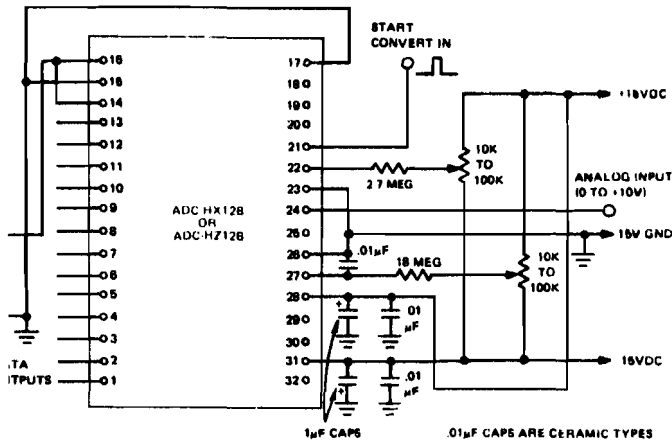 START
CONVERT IN
16
16
14
13
12
11
10
9
8
7
6
5
4
3
2
1
ADC-HX12B
OR
ADC-HZ12B
17
18
19
20
21
22
23
24
25
26
27
28
29
30
31
32
2.7 MEG
10K
TO
100K
+15VDC
ANALOG INPUT
(0 TO +10V)
15V GND
.01µF
18 MEG
10K
TO
100K
+
.01
µF
15VDC
+
.01
µF
ATA
UTPUTS
1µF CAPS
.01µF CAPS ARE CERAMIC TYPES